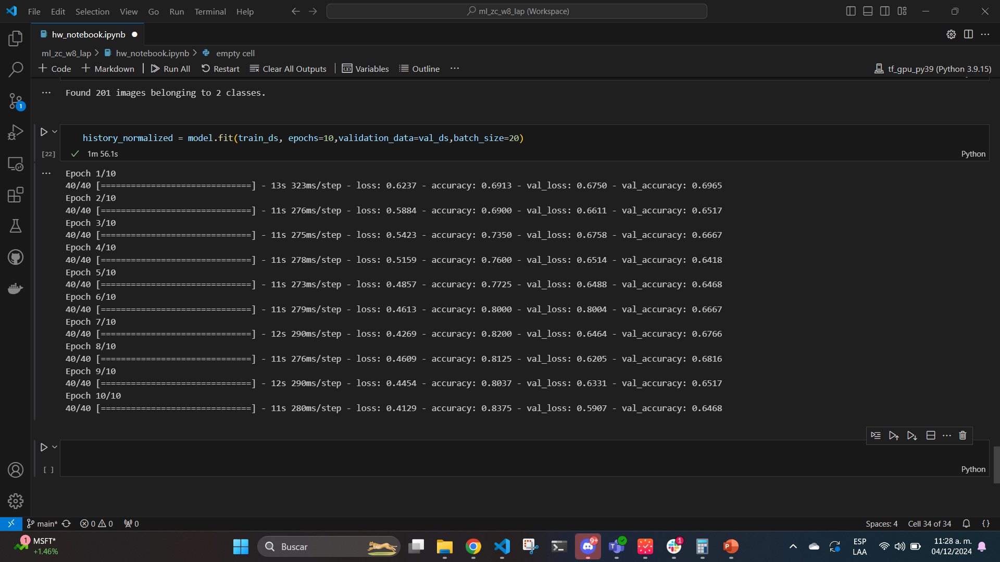 File Edit Selection View Go Run Terminal Help
ml_zc_w8_lap (Workspace)
hw_notebook.ipynb
ml_zc_w8_lap > hw_notebook.ipynb > empty cell
+ Code + Markdown | Run All Restart Clear All Outputs | Variables Outline ...
tf_gpu_py39 (Python 3.9.15)
... Found 201 images belonging to 2 classes.
history_normalized = model.fit(train_ds, epochs=10,validation_data=val_ds,batch_size=20)
[22] 1m 56.1s
Python
... Epoch 1/10
40/40 [==============================] - 13s 323ms/step - loss: 0.6237 - accuracy: 0.6913 - val_loss: 0.6750 - val_accuracy: 0.6965
Epoch 2/10
40/40 [==============================] - 11s 276ms/step - loss: 0.5884 - accuracy: 0.6900 - val_loss: 0.6611 - val_accuracy: 0.6517
Epoch 3/10
40/40 [==============================] - 11s 275ms/step - loss: 0.5423 - accuracy: 0.7350 - val_loss: 0.6758 - val_accuracy: 0.6667
Epoch 4/10
40/40 [==============================] - 11s 278ms/step - loss: 0.5159 - accuracy: 0.7600 - val_loss: 0.6514 - val_accuracy: 0.6418
Epoch 5/10
40/40 [==============================] - 11s 273ms/step - loss: 0.4857 - accuracy: 0.7725 - val_loss: 0.6488 - val_accuracy: 0.6468
Epoch 6/10
40/40 [==============================] - 11s 279ms/step - loss: 0.4613 - accuracy: 0.8000 - val_loss: 0.8004 - val_accuracy: 0.6667
Epoch 7/10
40/40 [==============================] - 12s 290ms/step - loss: 0.4269 - accuracy: 0.8200 - val_loss: 0.6464 - val_accuracy: 0.6766
Epoch 8/10
40/40 [==============================] - 11s 276ms/step - loss: 0.4609 - accuracy: 0.8125 - val_loss: 0.6205 - val_accuracy: 0.6816
Epoch 9/10
40/40 [==============================] - 12s 290ms/step - loss: 0.4454 - accuracy: 0.8037 - val_loss: 0.6331 - val_accuracy: 0.6517
Epoch 10/10
40/40 [==============================] - 11s 280ms/step - loss: 0.4129 - accuracy: 0.8375 - val_loss: 0.5907 - val_accuracy: 0.6468
[ ]
Python
1
main* 0 0 0
Spaces: 4 Cell 34 of 34
1 MSFT*
+1.46%
Buscar
9+
1
ESP
LAA
11:28 a. m.
04/12/2024